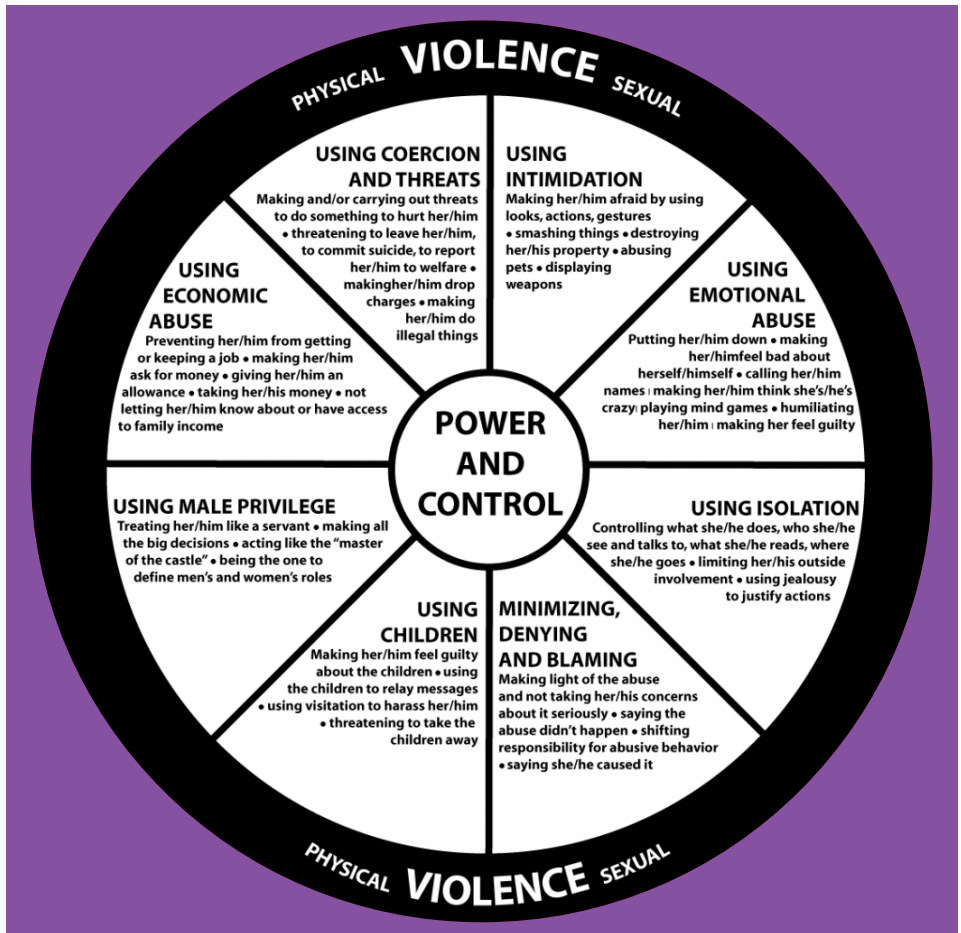 PHYSICAL VIOLENCE SEXUAL
USING COERCION
AND THREATS
Making and/or carrying out threats
to do something to hurt her/him
• threatening to leave her/him,
to commit suicide, to report
her/him to welfare •
makingher/him drop
charges • making
her/him do
illegal things
USING
INTIMIDATION
Making her/him afraid by using
looks, actions, gestures
• smashing things • destroying
her/his property • abusing
pets • displaying
weapons
USING
EMOTIONAL
ABUSE
Putting her/him down • making
her/himfeel bad about
herself/himself • calling her/him
names making her/him think she's/he's
crazy playing mind games • humiliating
her/him making her feel guilty
USING ISOLATION
Controlling what she/he does, who she/he
see and talks to, what she/he reads, where
she/he goes • limiting her/his outside
involvement • using jealousy
to justify actions
MINIMIZING,
DENYING
AND BLAMING
Making light of the abuse
and not taking her/his concerns
about it seriously • saying the
abuse didn't happen • shifting
responsibility for abusive behavior
• saying she/he caused it
USING
CHILDREN
Making her/him feel guilty
about the children • using
the children to relay messages
• using visitation to harass her/him
• threatening to take the
children away
USING MALE PRIVILEGE
Treating her/him like a servant • making all
the big decisions • acting like the "master
of the castle" • being the one to
define men's and women's roles
USING
ECONOMIC
ABUSE
Preventing her/him from getting
or keeping a job • making her/him
ask for money • giving her/him an
allowance • taking her/his money • not
letting her/him know about or have access
to family income
POWER
AND
CONTROL
PHYSICAL VIOLENCE SEXUAL